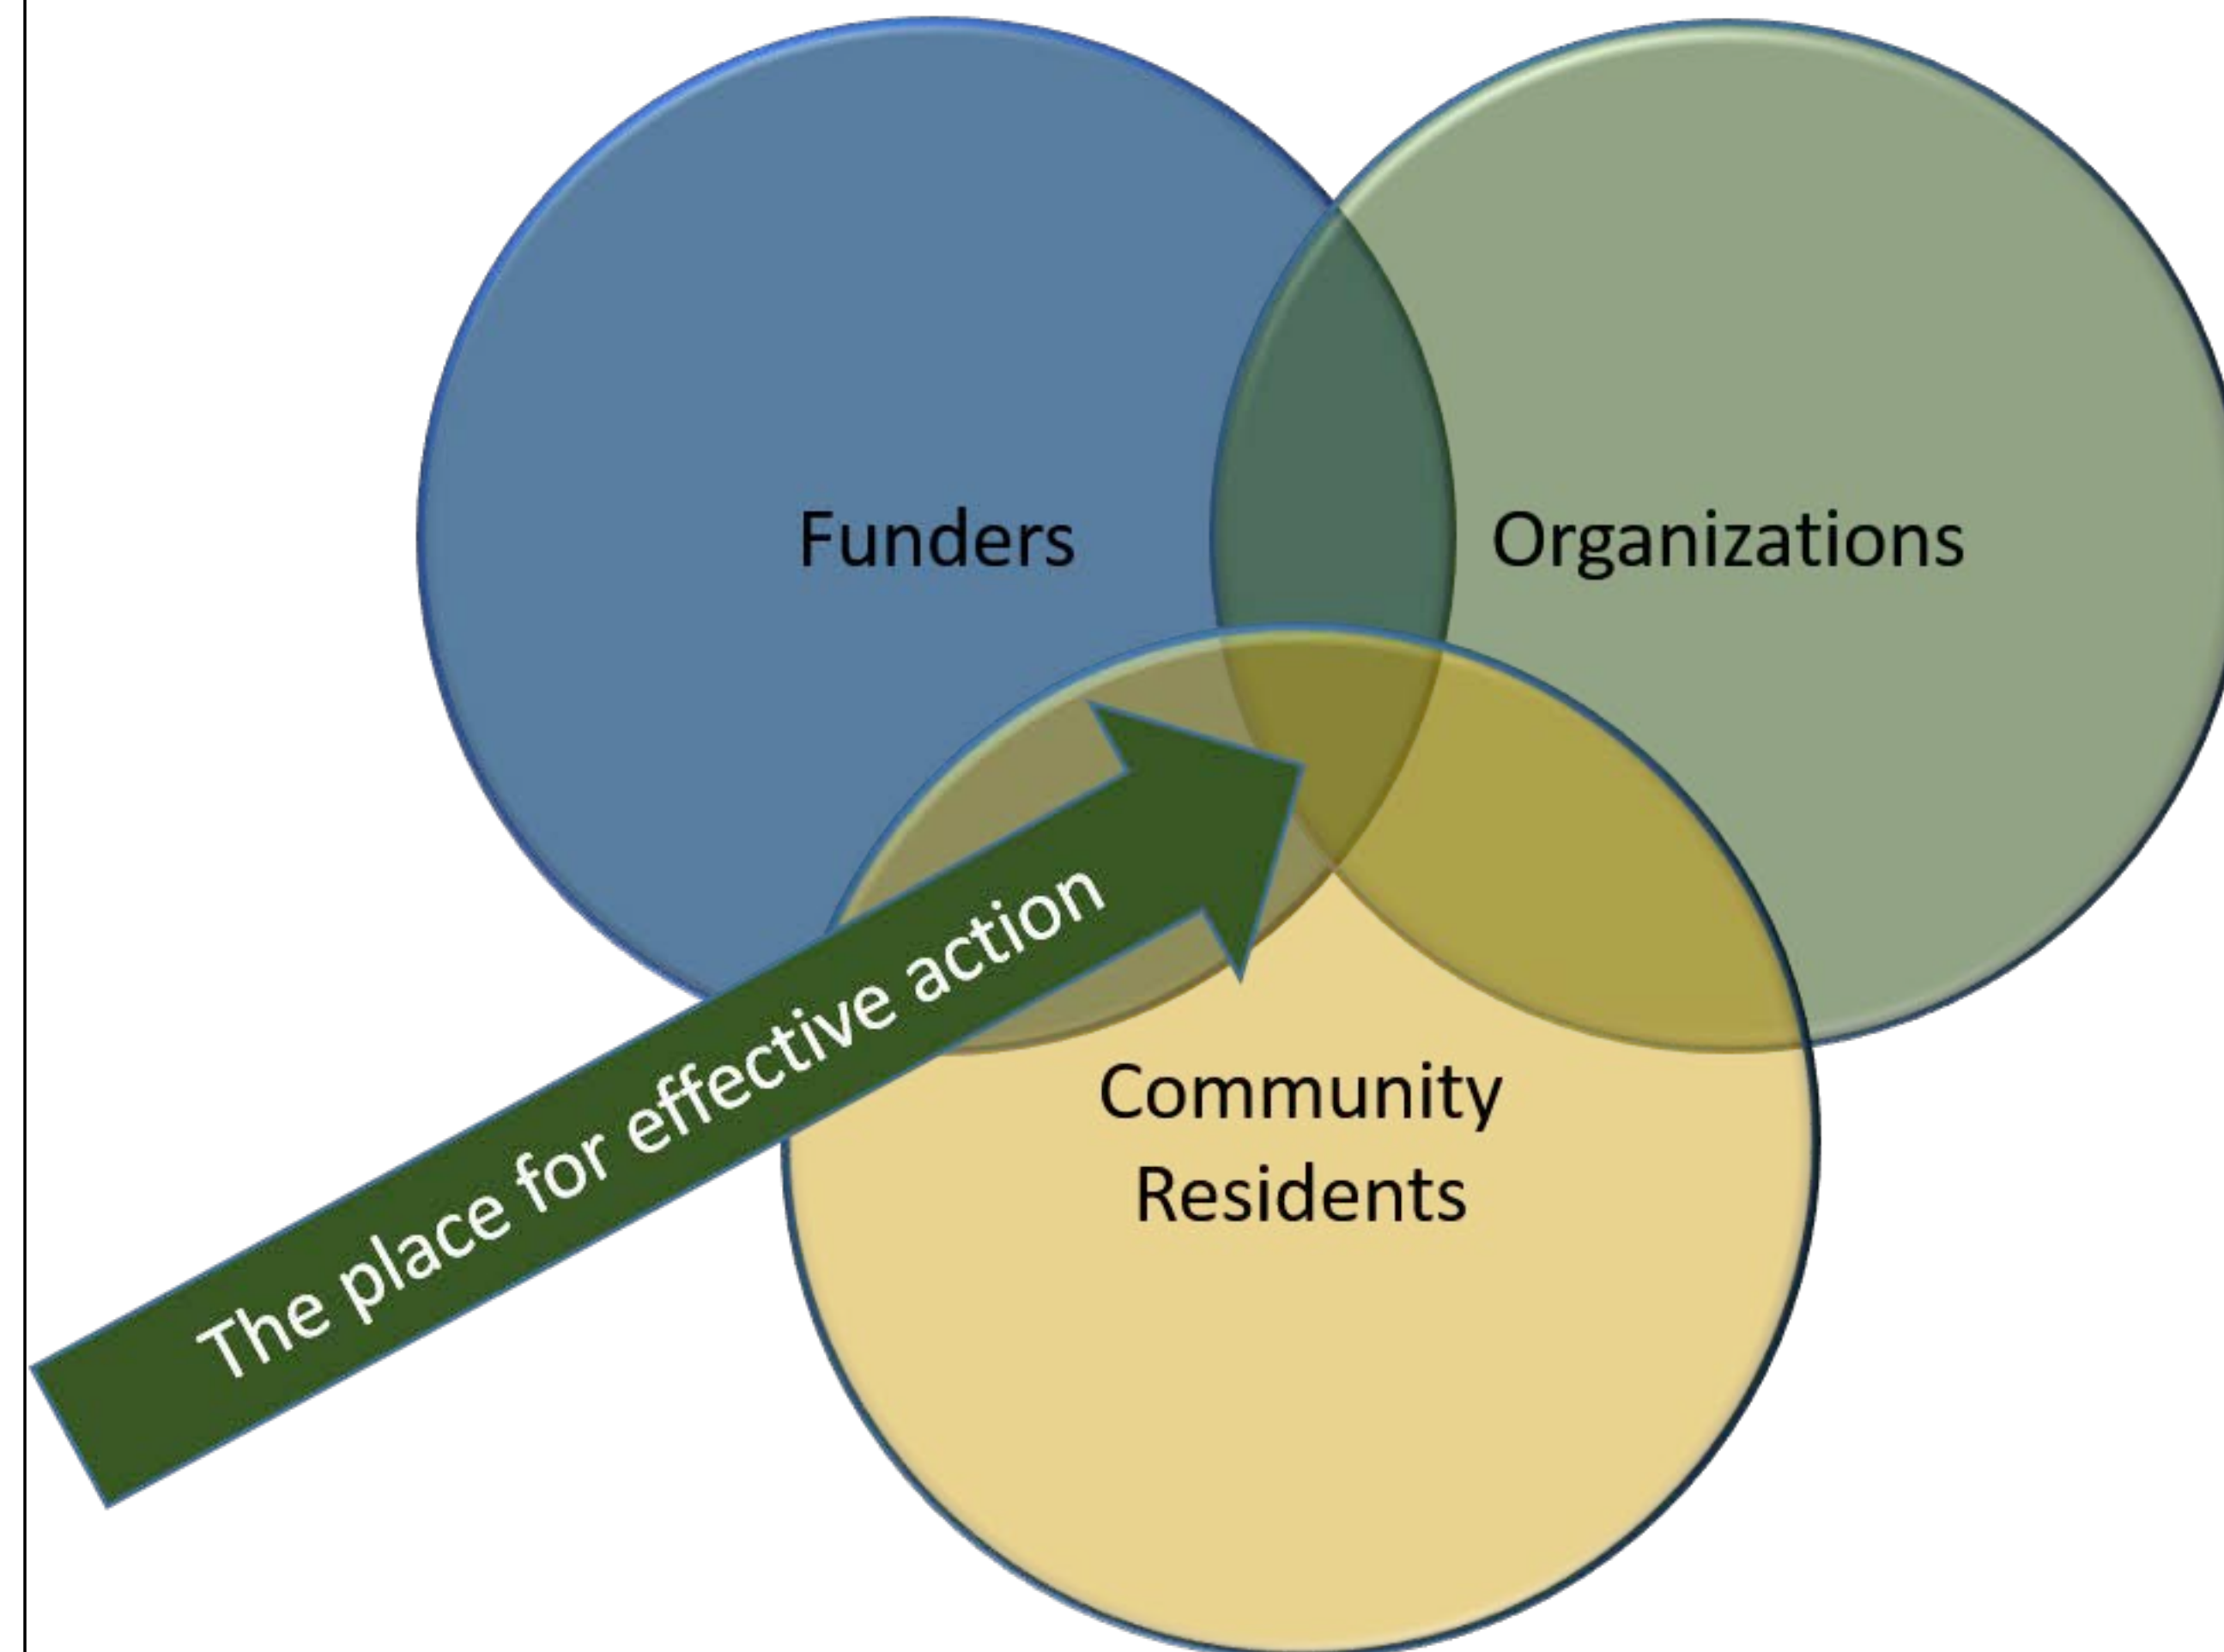 Funders
Organizations
The place for effective action
Community
Residents